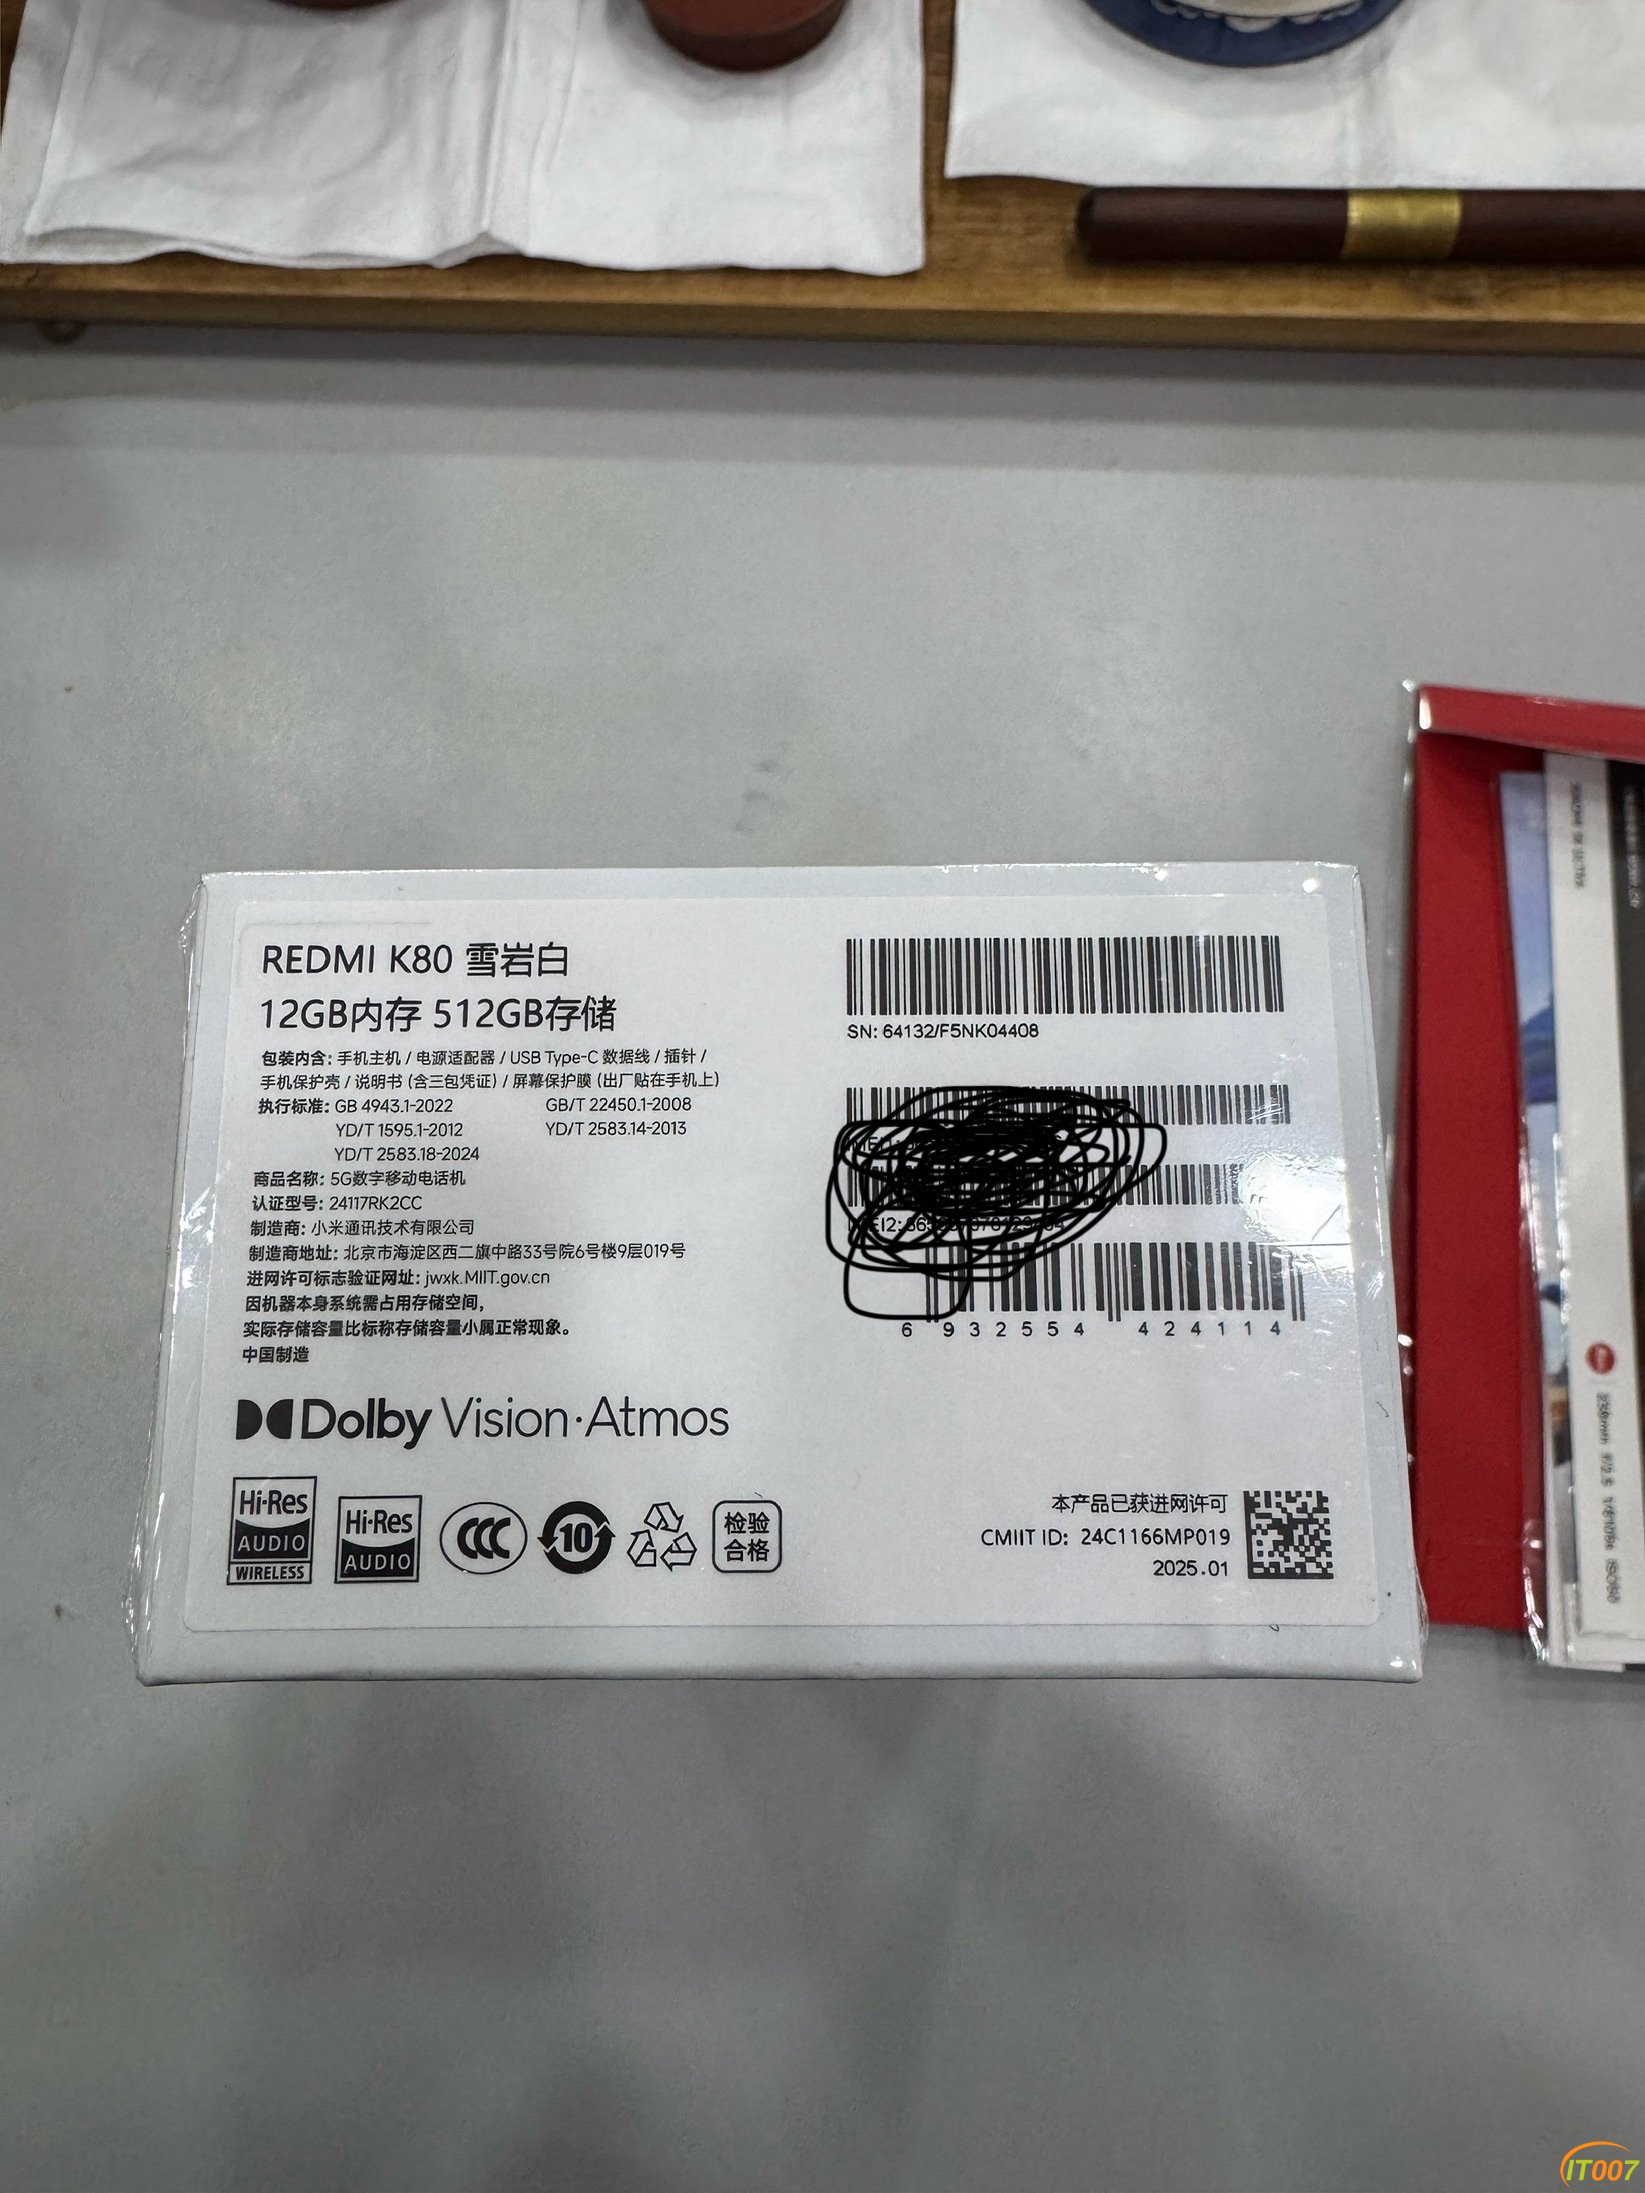 REDMI K80 雪岩白
12GB内存 512GB存储
包装内含: 手机主机 / 电源适配器 / USB Type-C 数据线 / 插针 /
手机保护壳 / 说明书 (含三包凭证) / 屏幕保护膜 (出厂贴在手机上)
执行标准: GB 4943.1-2022 GB/T 22450.1-2008
YD/T 1595.1-2012 YD/T 2583.14-2013
YD/T 2583.18-2024
商品名称: 5G数字移动电话机
认证型号: 24117RK2CC
制造商: 小米通讯技术有限公司
制造商地址: 北京市海淀区西二旗中路33号院6号楼9层019号
进网许可标志验证网址: jwxk.MIIT.gov.cn
因机器本身系统需占用存储空间,
实际存储容量比标称存储容量小属正常现象。
中国制造
Dolby Vision·Atmos
Hi-Res
AUDIO
WIRELESS
Hi-Res
AUDIO
CCC
10
检验
合格
SN: 64132/F5NK04408
6 932554 424114
本产品已获进网许可
CMIIT ID: 24C1166MP019
2025.01
IT007